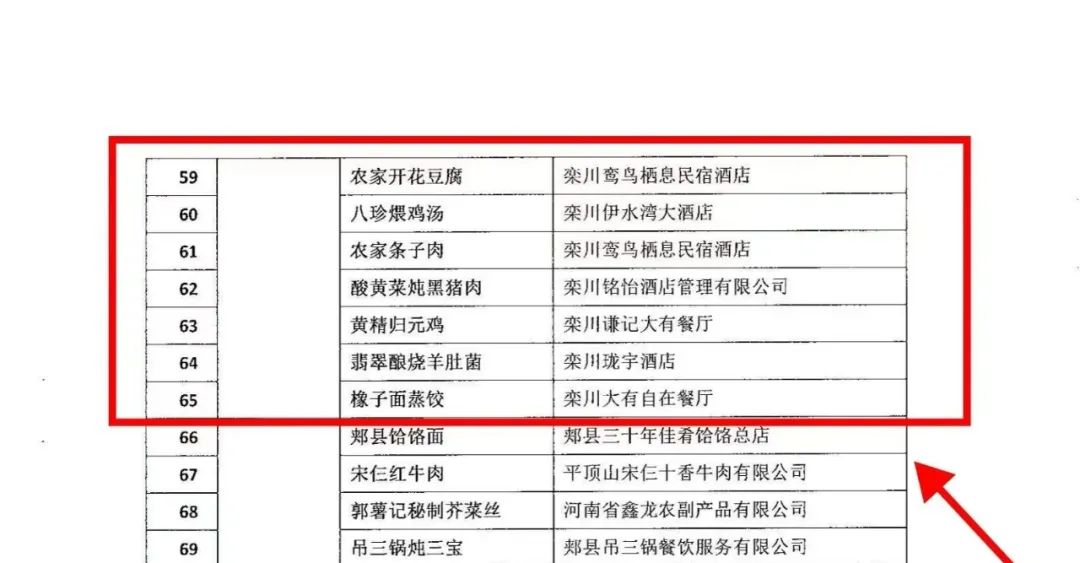 59 农家开花豆腐 栾川鸾鸟栖息民宿酒店
60 八珍煨鸡汤 栾川伊水湾大酒店
61 农家条子肉 栾川鸾鸟栖息民宿酒店
62 酸黄菜炖黑猪肉 栾川铭怡酒店管理有限公司
63 黄精归元鸡 栾川谦记大有餐厅
64 翡翠酿烧羊肚菌 栾川珑宇酒店
65 橡子面蒸饺 栾川大有自在餐厅
66 郏县饸饹面 郏县三十年佳肴饸饹总店
67 宋仨红牛肉 平顶山宋仨十香牛肉有限公司
68 郭薯记秘制芥菜丝 河南省鑫龙农副产品有限公司
69 吊三锅炖三宝 郏县吊三锅餐饮服务有限公司